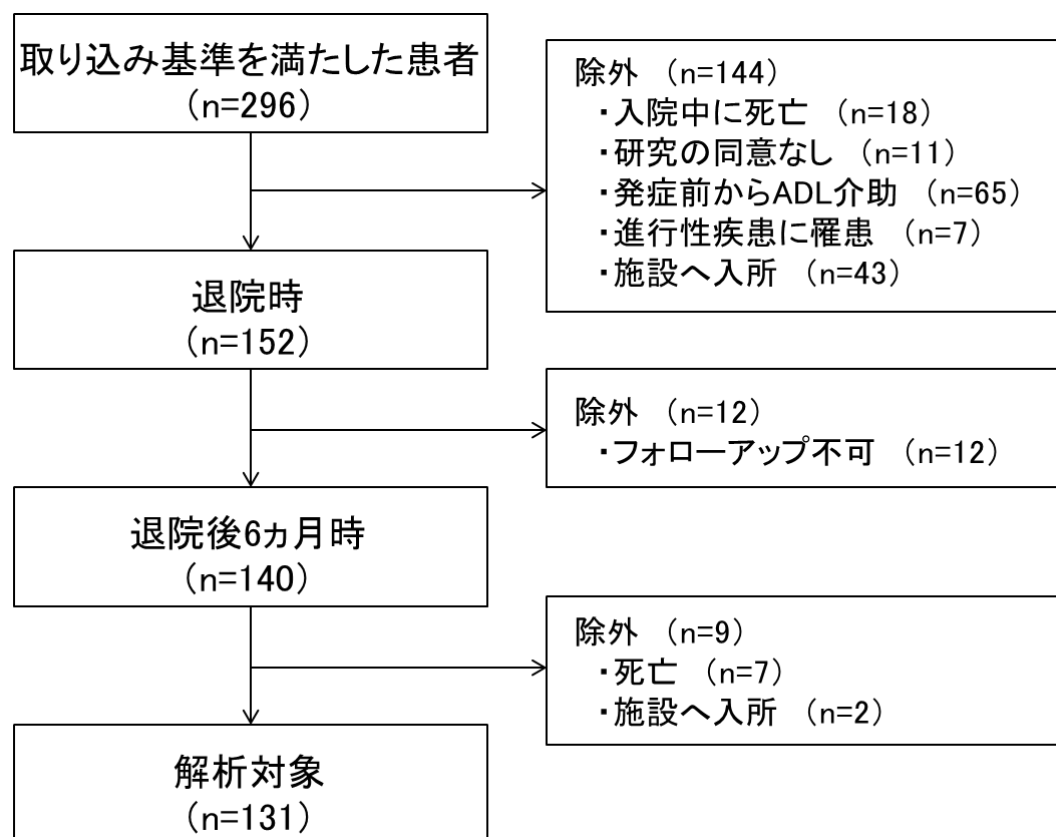 取り込み基準を満たした患者
（n=296）
除外 （n=144）
・入院中に死亡 （n=18）
・研究の同意なし （n=11）
・発症前からADL介助 （n=65）
・進行性疾患に罹患 （n=7）
・施設へ入所 （n=43）
退院時
（n=152）
除外 （n=12）
・フォローアップ不可 （n=12）
退院後6ヵ月時
（n=140）
除外 （n=9）
・死亡 （n=7）
・施設へ入所 （n=2）
解析対象
（n=131）